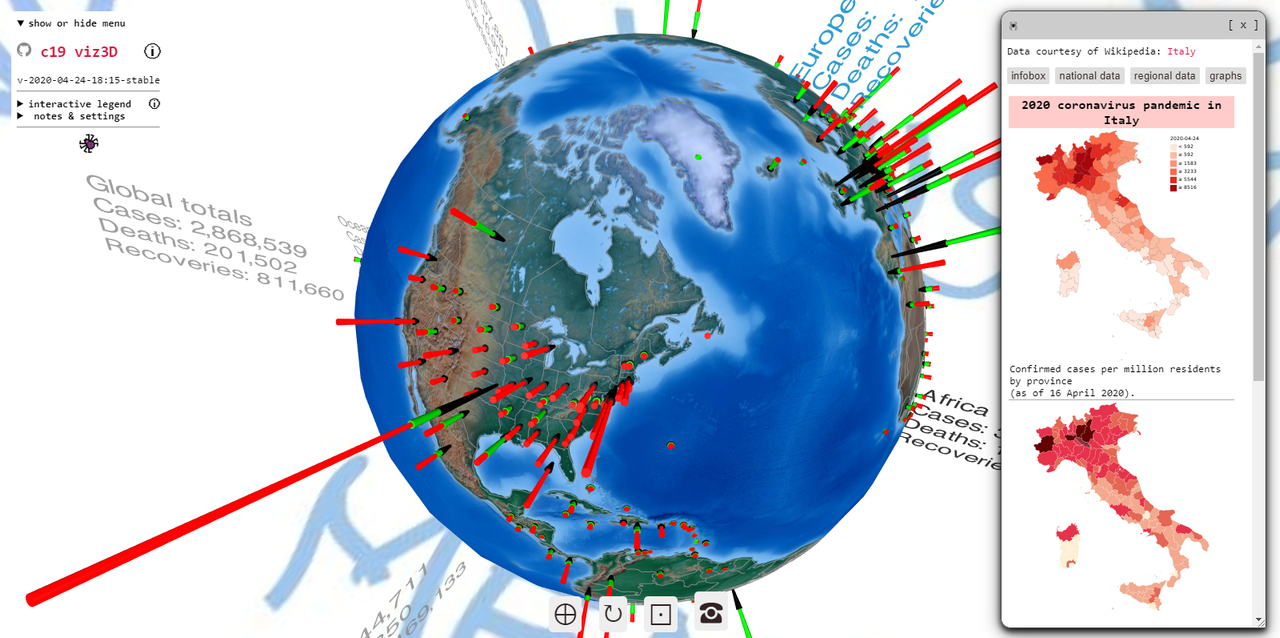 ▼ show or hide menu
c19 viz3D
v-2020-04-24-18:15-stable
▶ interactive legend
▶ notes & settings
Global totals
Cases: 2,868,539
Deaths: 201,502
Recoveries: 811,660
Europe
Cases:
Deaths:
Recoveries
Africa
Cases:
Deaths:
Recoveries
[ x ]
Data courtesy of Wikipedia: Italy
infobox national data regional data graphs
2020 coronavirus pandemic in
Italy
2020-04-24
< 592
≥ 592
≥ 1583
≥ 3233
≥ 5544
≥ 8516
Confirmed cases per million residents
by province
(as of 16 April 2020).